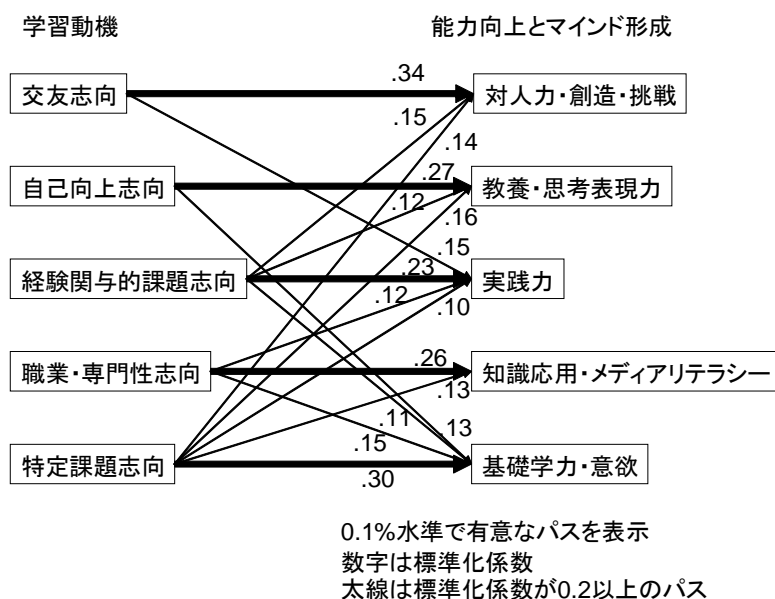 学習動機
能力向上とマインド形成
交友志向
.34
対人力・創造・挑戦
.15
.14
自己向上志向
.27
教養・思考表現力
.12
.16
.15
経験関与的課題志向
.23
実践力
.12
.10
職業・専門性志向
.26
知識応用・メディアリテラシー
.13
.11
.13
.15
特定課題志向
.30
基礎学力・意欲
0.1%水準で有意なパスを表示
数字は標準化係数
太線は標準化係数が0.2以上のパス